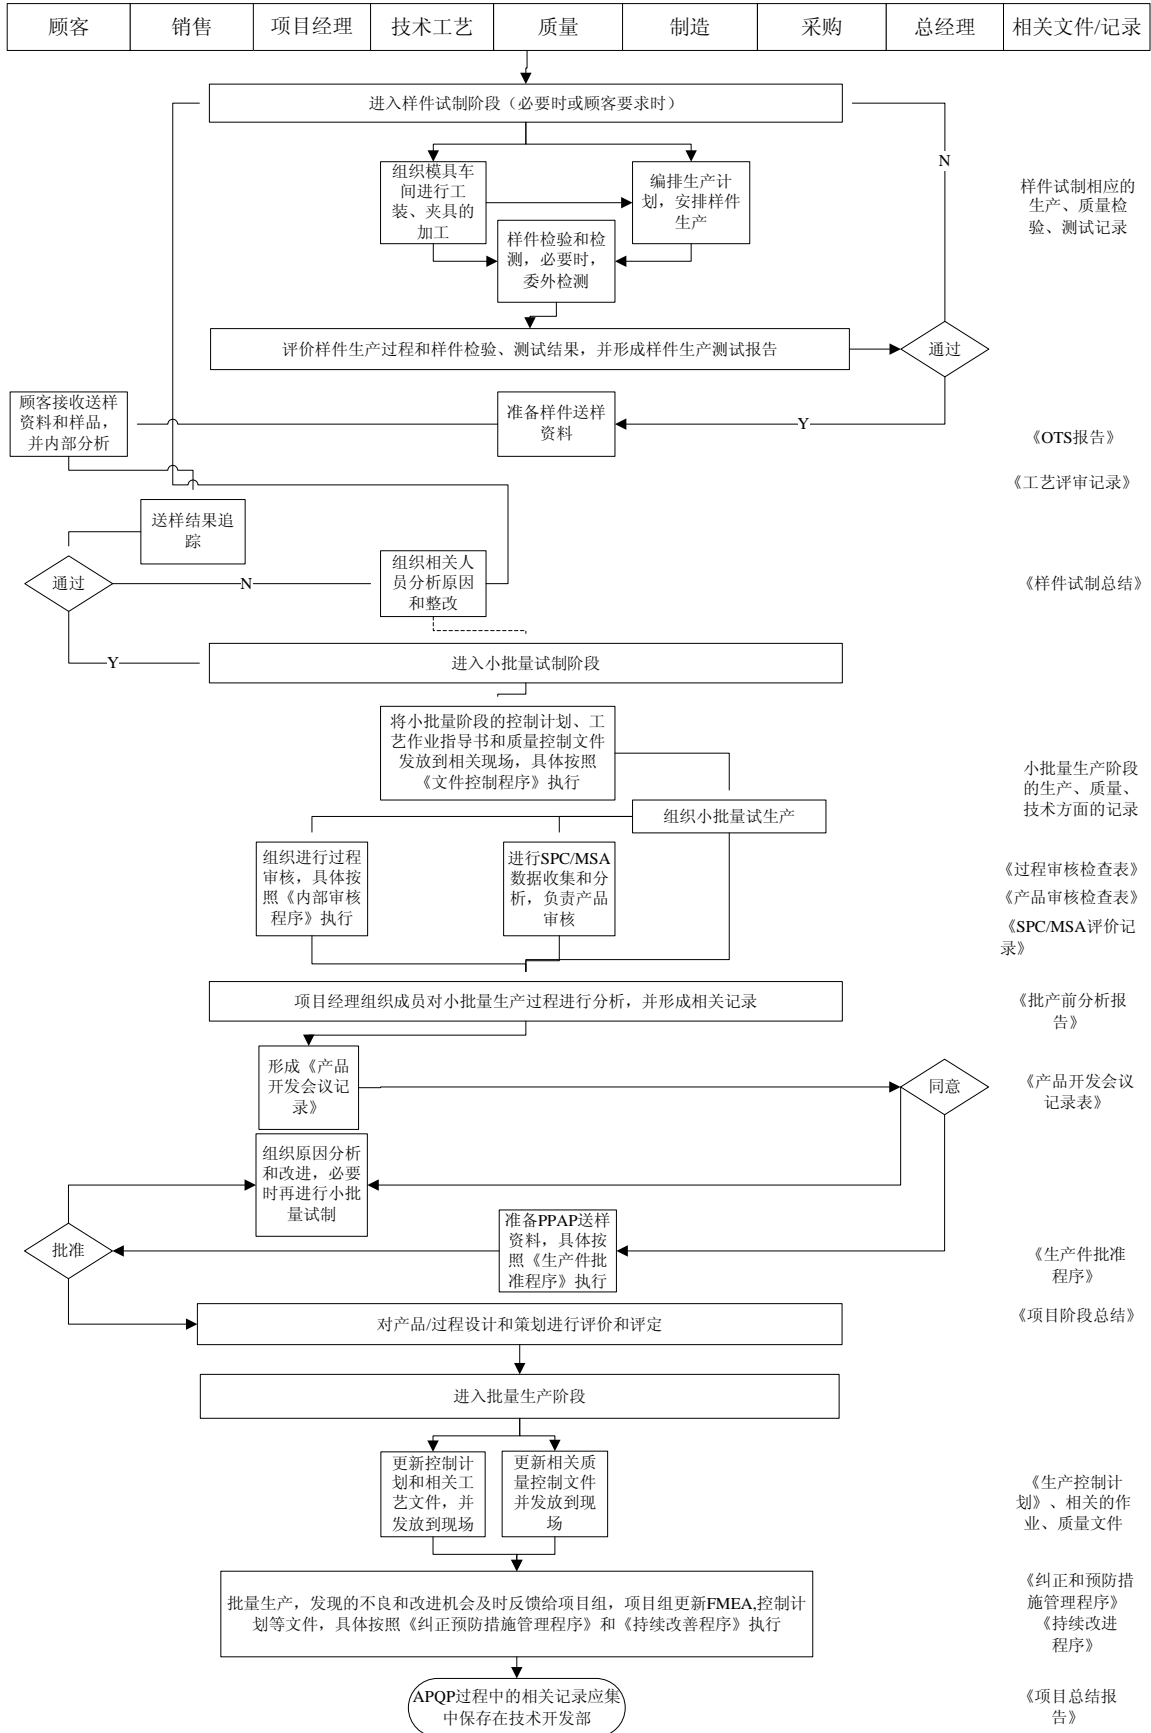 顾客 销售 项目经理 技术工艺 质量 制造 采购 总经理 相关文件/记录
进入样件试制阶段（必要时或顾客要求时）
N
组织模具车
间进行工
装、夹具的
加工
编排生产计
划，安排样件
生产
样件试制相应的
生产、质量检
验、测试记录
样件检验和检
测，必要时，
委外检测
评价样件生产过程和样件检验、测试结果，并形成样件生产测试报告
通过
顾客接收送样
资料和样品，
并内部分析
准备样件送样
资料
Y
《OTS报告》
《工艺评审记录》
送样结果追
踪
通过
N
组织相关人
员分析原因
和整改
《样件试制总结》
Y
进入小批量试制阶段
将小批量阶段的控制计划、工
艺作业指导书和质量控制文件
发放到相关现场，具体按照
《文件控制程序》执行
小批量生产阶段
的生产、质量、
技术方面的记录
组织小批量试生产
组织进行过程
审核，具体按
照《内部审核
程序》执行
进行SPC/MSA
数据收集和分
析，负责产品
审核
《过程审核检查表》
《产品审核检查表》
《SPC/MSA评价记
录》
项目经理组织成员对小批量生产过程进行分析，并形成相关记录
《批产前分析报
告》
形成《产品
开发会议记
录》
同意
《产品开发会议
记录表》
组织原因分析
和改进，必要
时再进行小批
量试制
批准
准备PPAP送样
资料，具体按
照《生产件批
准程序》执行
《生产件批准
程序》
对产品/过程设计和策划进行评价和评定
《项目阶段总结》
进入批量生产阶段
更新控制计
划和相关工
艺文件，并
发放到现场
更新相关质
量控制文件
并发放到现
场
《生产控制计
划》、相关的作
业、质量文件
批量生产，发现的不良和改进机会及时反馈给项目组，项目组更新FMEA,控制计
划等文件，具体按照《纠正预防措施管理程序》和《持续改善程序》执行
《纠正和预防措
施管理程序》
《持续改进
程序》
APQP过程中的相关记录应集
中保存在技术开发部
《项目总结报
告》